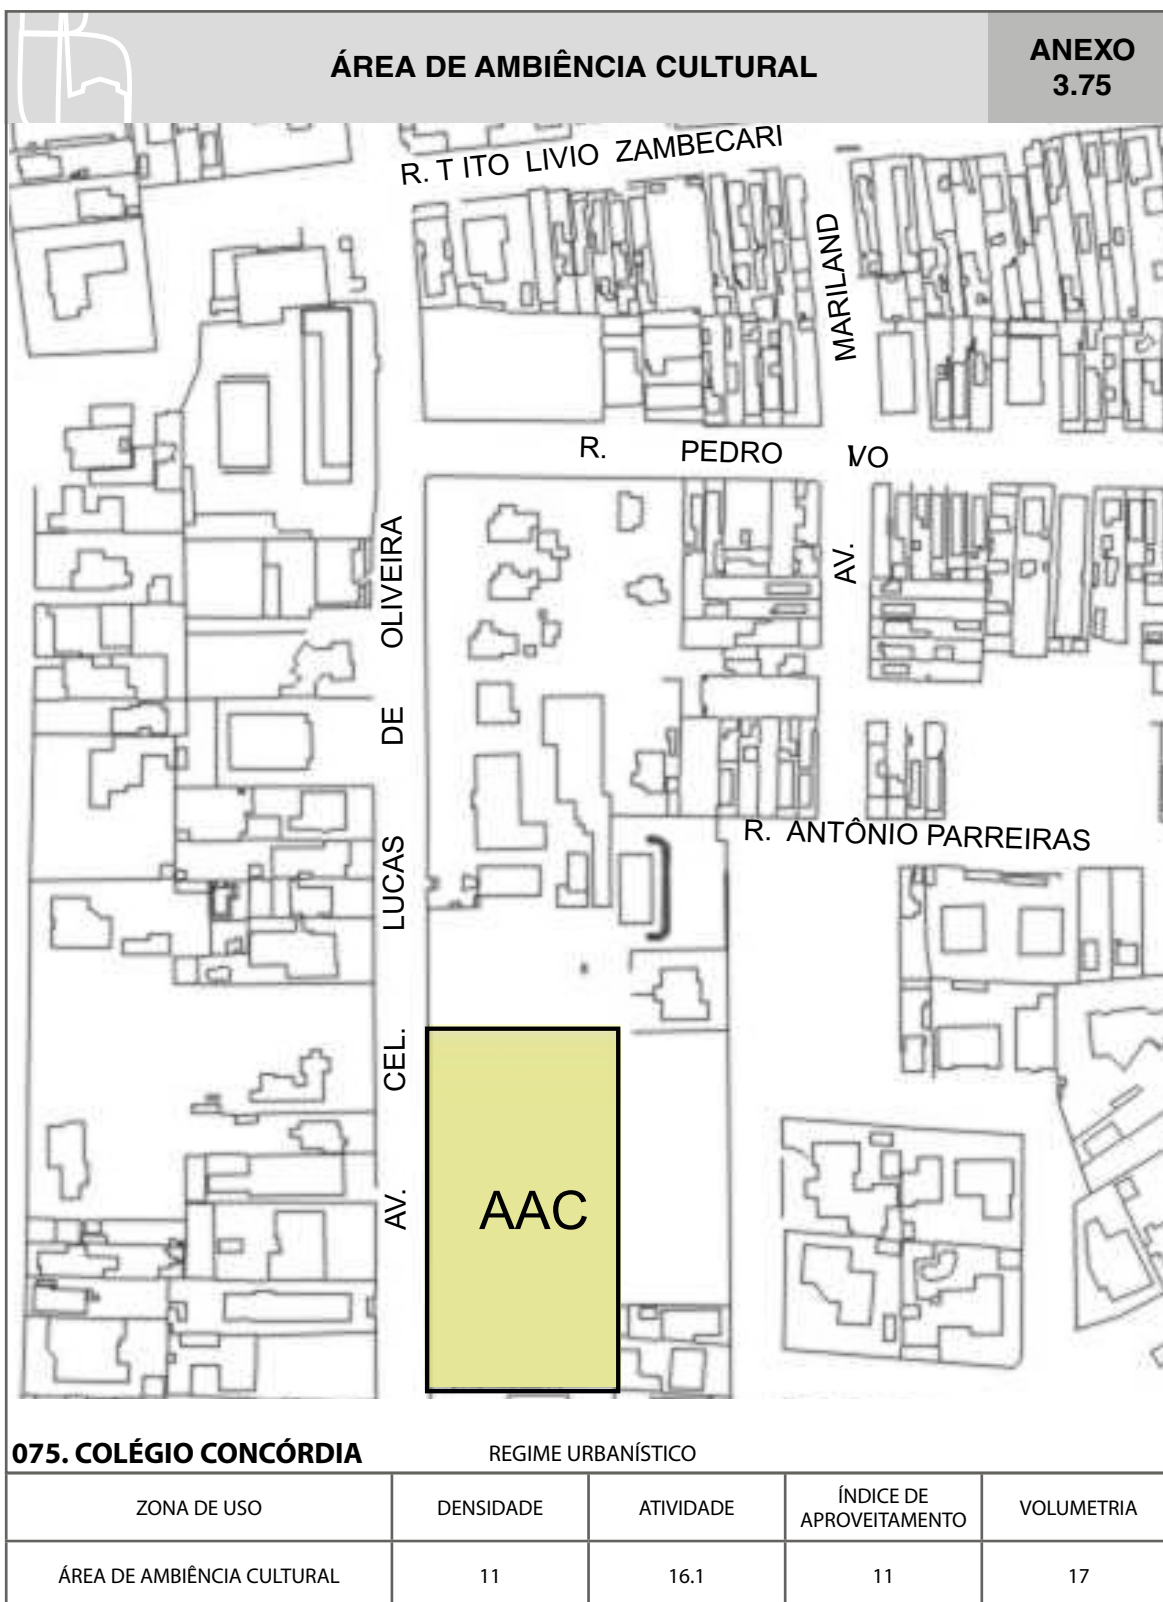 ÁREA DE AMBIÊNCIA CULTURAL
ANEXO
3.75
R. T ITO LIVIO ZAMBECARI
MARILAND
R. PEDRO IVO
AV.
OLIVEIRA
DE
LUCAS
CEL.
AV.
R. ANTÔNIO PARREIRAS
AAC
075. COLÉGIO CONCÓRDIA
REGIME URBANÍSTICO
ZONA DE USO
DENSIDADE
ATIVIDADE
ÍNDICE DE
APROVEITAMENTO
VOLUMETRIA
ÁREA DE AMBIÊNCIA CULTURAL
11
16.1
11
17